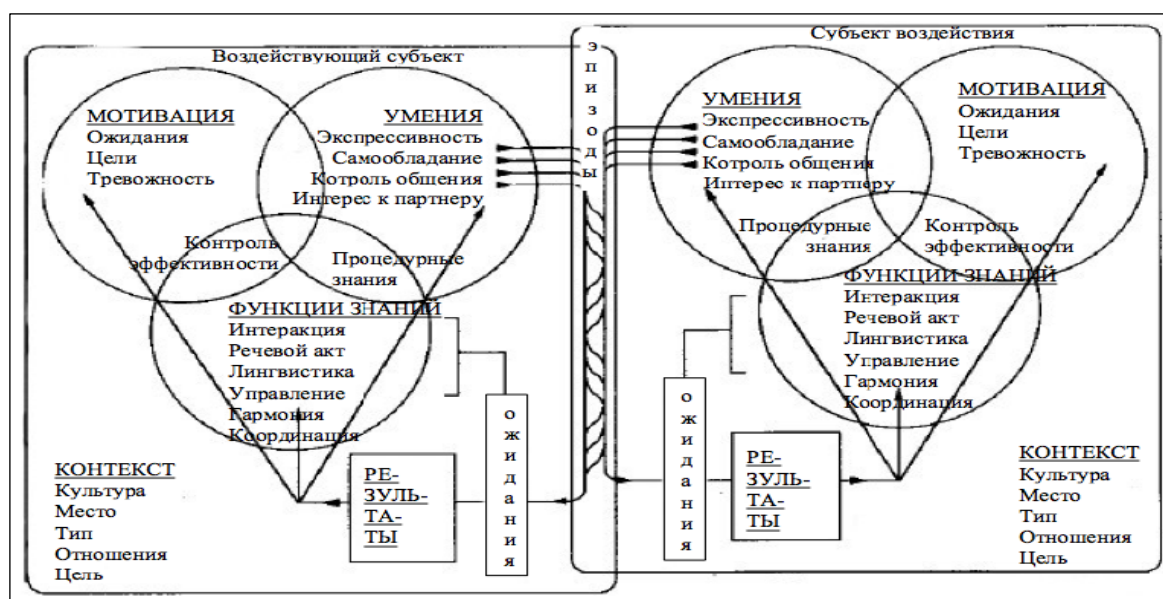 Воздействующий субъект
МОТИВАЦИЯ
Ожидания
Цели
Тревожность
УМЕНИЯ
Экспрессивность
Самообладание
Котроль общения
Интерес к партнеру
Контроль
эффективности
Процедурные
знания
ФУНКЦИИ ЗНАНИЙ
Интеракция
Речевой акт
Лингвистика
Управление
Гармония
Координация
КОНТЕКСТ
Культура
Место
Тип
Отношения
Цель
РЕ-
ЗУЛЬ-
ТА-
ТЫ
ожидания
эпизоды
Субъект воздействия
УМЕНИЯ
Экспрессивность
Самообладание
Котроль общения
Иптерес к партнеру
МОТИВАЦИЯ
Ожидания
Цели
Тревожность
Процедурные
знания
Контроль
эффективности
ФУНКЦИИ ЗНАНИЙ
Интеракция
Речевой акт
Лингвистика
Управление
Гармония
Координация
ожидания
РЕ-
ЗУЛЬ-
ТА-
ТЫ
КОНТЕКСТ
Культура
Место
Тип
Отношения
Цель